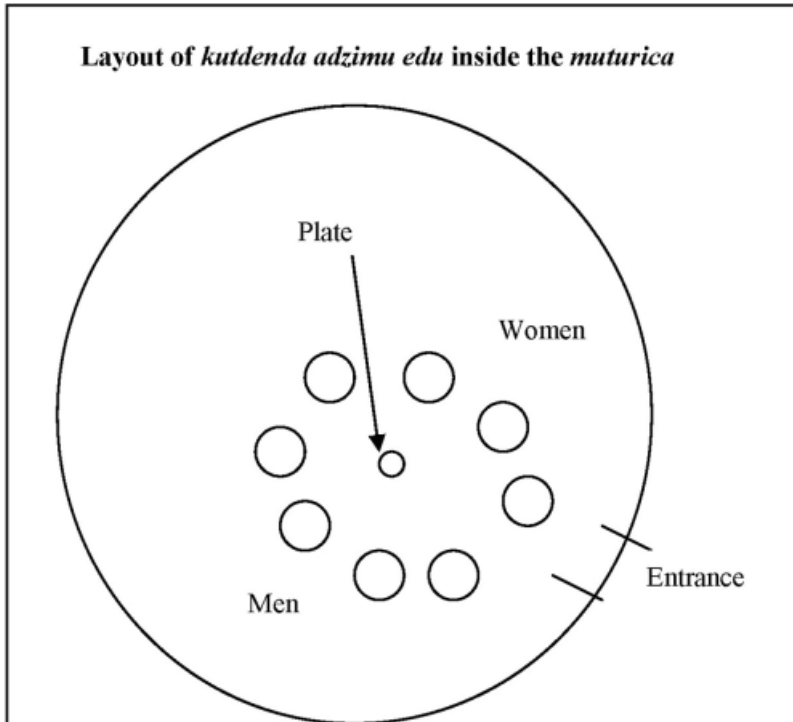 Layout of kutdenda adzimu edu inside the muturica
Plate
Women
Entrance
Men